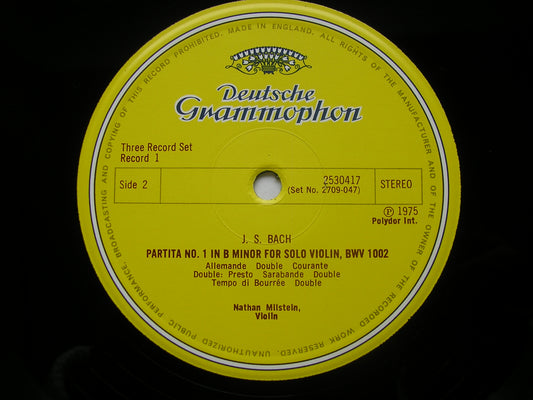 MADE IN ENGLAND. ALL RIGHTS OF THE MANUFACTURER AND OF THE OWNER OF THE RECORDED WORK RESERVED. UNAUTHORIZED PUBLIC PERFORMANCE, BROADCASTING AND COPYING OF THIS RECORD PROHIBITED.
Deutsche
Grammophon
Three Record Set
Record 1
Side 2
2530417
(Set No. 2709-047)
STEREO
Ⓟ 1975
Polydor Int.
J. S. BACH
PARTITA NO. 1 IN B MINOR FOR SOLO VIOLIN, BWV 1002
Allemande Double Courante
Double: Presto Sarabande Double
Tempo di Bourrée Double
Nathan Milstein,
Violin